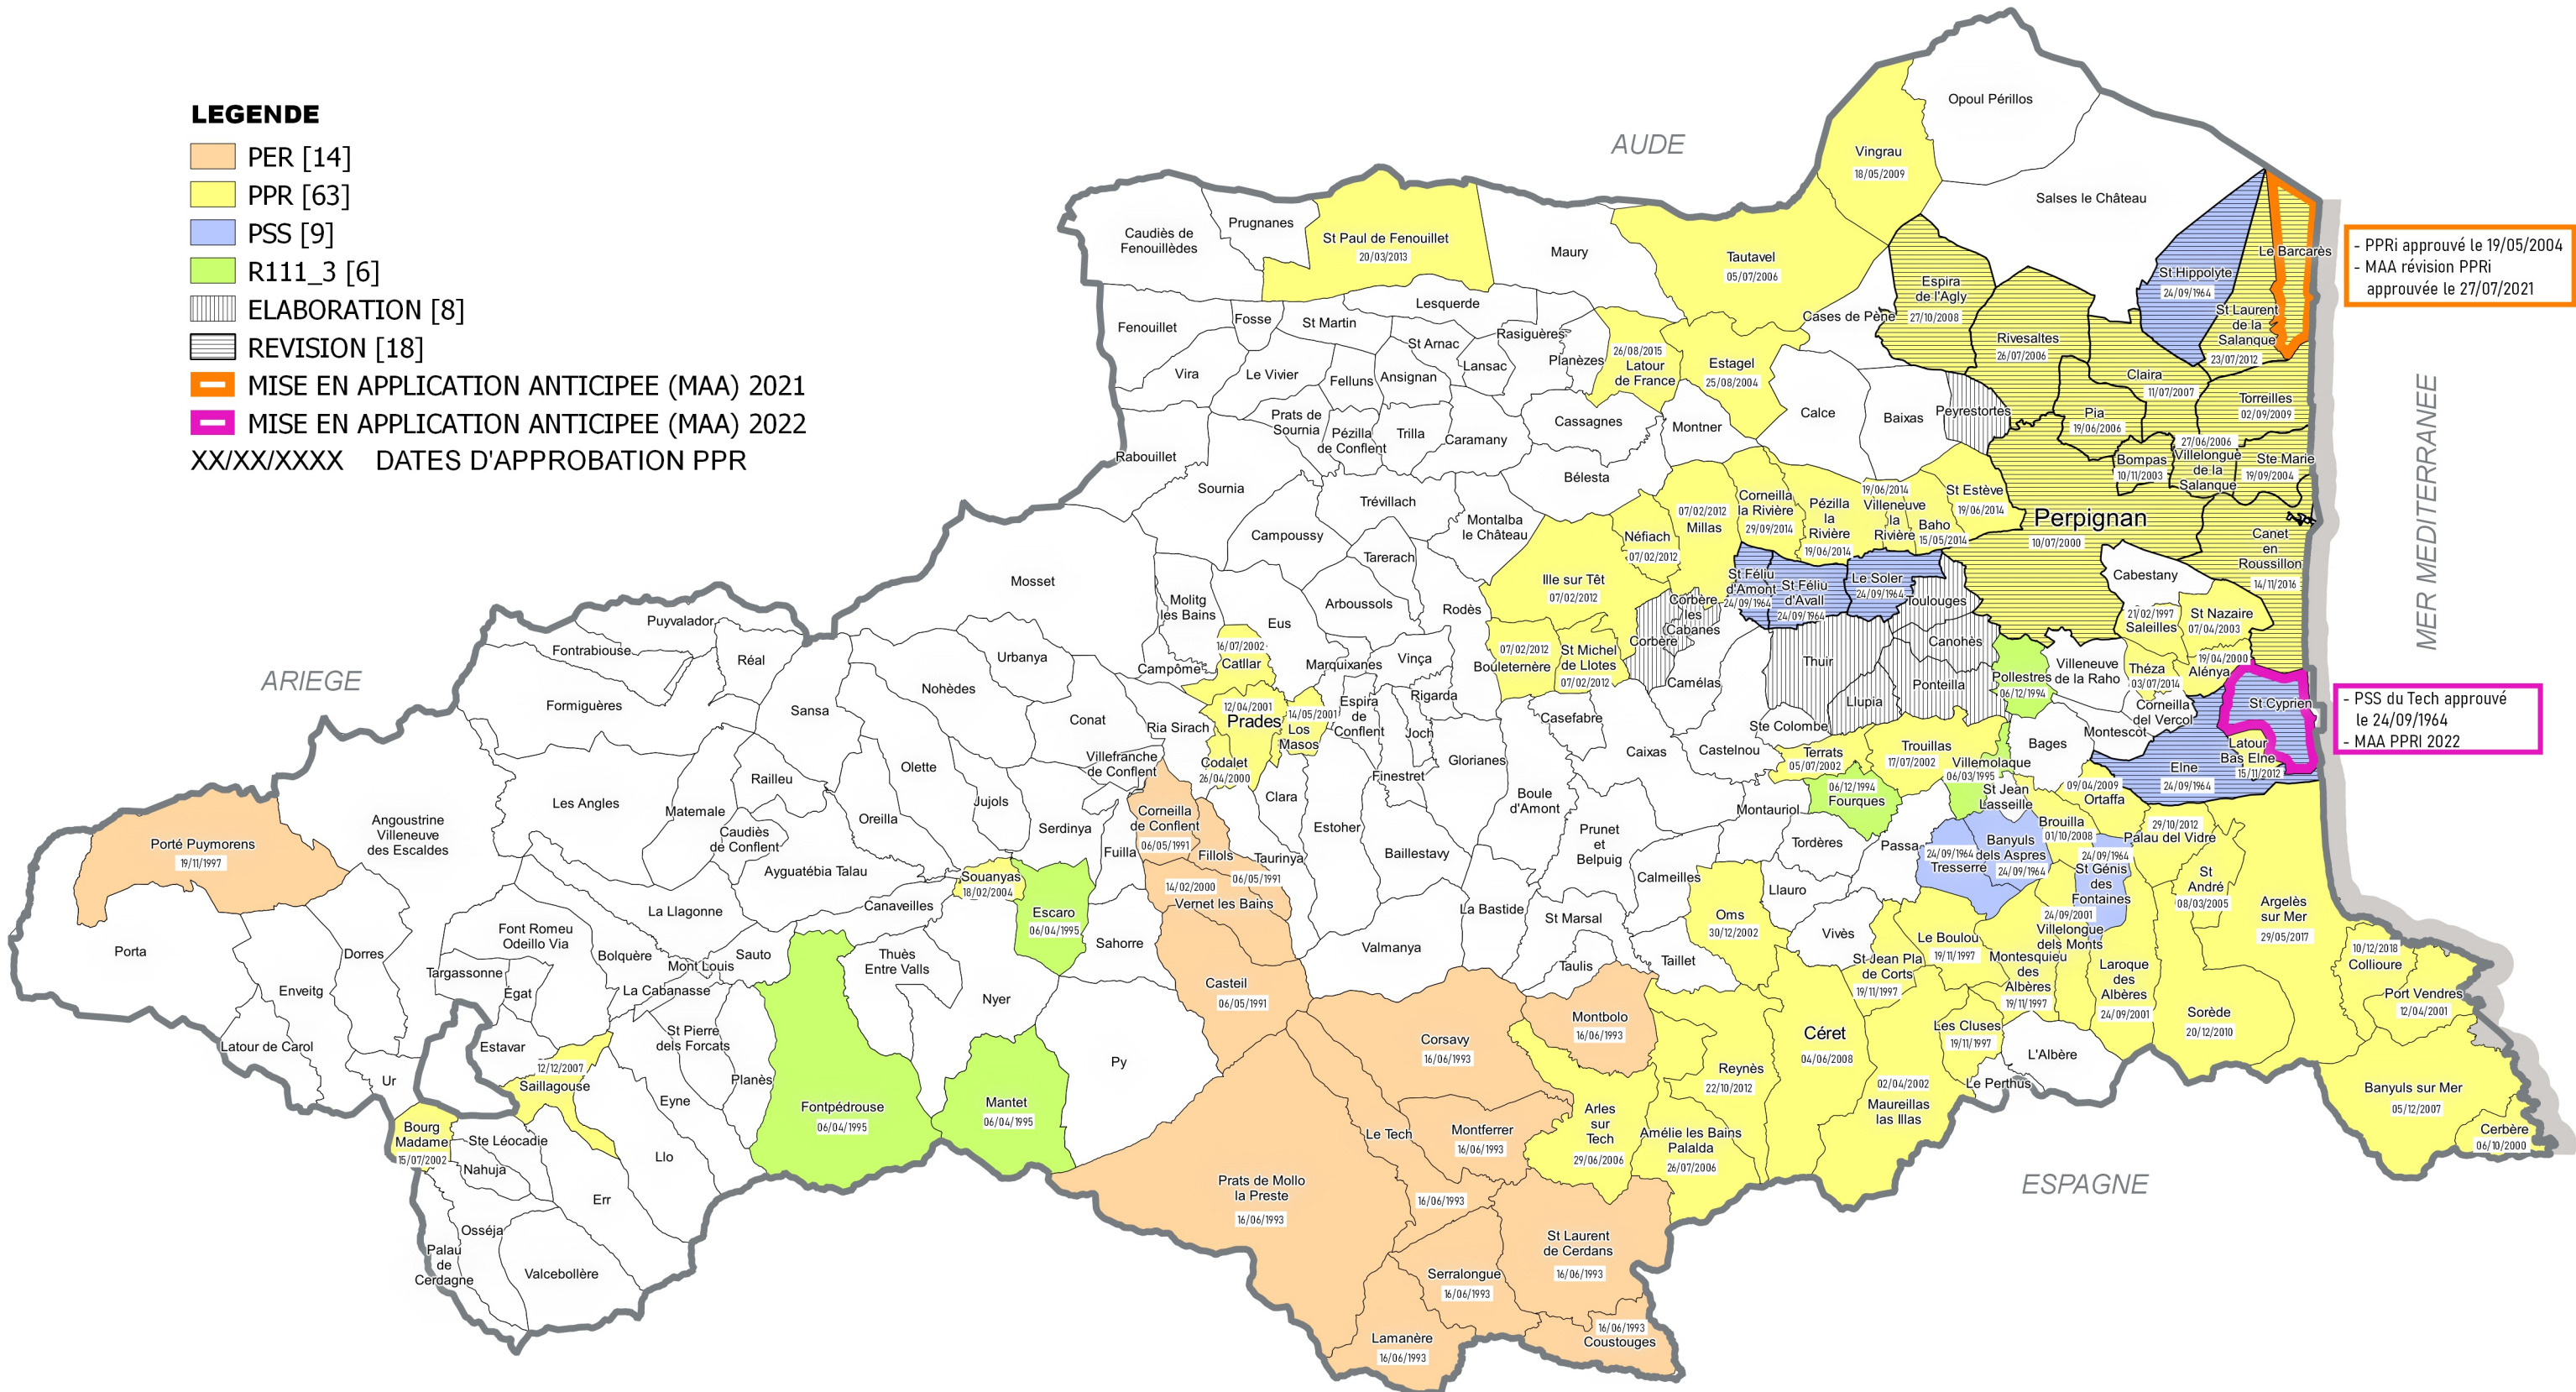 LEGENDE
PER [14]
PPR [63]
PSS [9]
R111_3 [6]
ELABORATION [8]
REVISION [18]
MISE EN APPLICATION ANTICIPEE (MAA) 2021
MISE EN APPLICATION ANTICIPEE (MAA) 2022
XX/XX/XXXX DATES D'APPROBATION PPR
AUDE
ARIEGE
ESPAGNE
MER MEDITERRANEE
- PPRi approuvé le 19/05/2004
- MAA révision PPRi
approuvée le 27/07/2021
- PSS du Tech approuvé
le 24/09/1964
- MAA PPRI 2022
Opoul Périllos
Vingrau
18/05/2009
Salses le Château
Caudiès de
Fenouillèdes
Prugnanes
St Paul de Fenouillet
20/03/2013
Maury
Tautavel
05/07/2006
Espira
de l'Agly
27/10/2008
St Hippolyte
24/09/1964
Le Barcarès
St Laurent
de la
Salanque
23/07/2012
Fenouillet
Fosse
St Martin
Lesquerde
St Arnac
Rasiguères
Lansac
Planèzes
26/08/2015
Latour
de France
Estagel
25/08/2004
Cases de Pène
Rivesaltes
26/07/2006
Claira
11/07/2007
Torreilles
02/09/2009
Vira
Le Vivier
Felluns
Ansignan
Prats de
Sournia
Pézilla
de Conflent
Trilla
Caramany
Cassagnes
Montner
Calce
Baixas
Peyrestortes
Pia
19/06/2006
27/06/2006
Villelongue
de la
Salanque
Bompas
10/11/2003
Ste Marie
19/09/2004
Rabouillet
Sournia
Trévillach
Bélesta
Montalba
le Château
Campoussy
Tarerach
Néfiach
07/02/2012
07/02/2012
Millas
Corneilla
la Rivière
29/09/2014
Pézilla
la
Rivière
19/06/2014
19/06/2014
Villeneuve
la
Rivière
Baho
15/05/2014
St Estève
19/06/2014
Perpignan
10/07/2000
Canet
en
Roussillon
14/11/2016
Cabestany
Mosset
Molitg
les Bains
Eus
Arboussols
Rodès
Ille sur Têt
07/02/2012
St Féliu
d'Amont
24/09/1964
St Féliu
d'Avall
24/09/1964
Le Soler
24/09/1964
Toulouges
Corbère
les
Cabanes
Corbère
Canohès
21/02/1997
Saleilles
St Nazaire
07/04/2003
Puyvalador
Fontrabiouse
Réal
Urbanya
Campôme
16/07/2002
Catllar
Marquixanes
Vinça
07/02/2012
Bouleternère
St Michel
de Llotes
07/02/2012
Camélas
Thuir
Ponteilla
Llupia
Pollestres
06/12/1994
Villeneuve
de la Raho
Théza
03/07/2014
19/04/2000
Alénya
Formiguères
Nohèdes
Sansa
Conat
Ria Sirach
12/04/2001
Prades
14/05/2001
Los
Masos
Espira
de
Conflent
Rigarda
Joch
Casefabre
Ste Colombe
Corneilla
del Vercol
St Cyprien
Montescot
Bages
Latour
Bas Elne
15/11/2012
Elne
24/09/1964
Les Angles
Railleu
Olette
Villefranche
de Conflent
Codalet
26/04/2000
Finestret
Glorianes
Caixas
Castelnou
Terrats
05/07/2002
Trouillas
17/07/2002
Villemolaque
06/03/1995
St Jean
Lasseille
09/04/2009
Ortaffa
Porté Puymorens
19/11/1997
Angoustrine
Villeneuve
des Escaldes
Matemale
Caudiès
de Conflent
Oreilla
Jujols
Serdinya
Corneilla
de Conflent
06/05/1991
Clara
Estoher
Boule
d'Amont
Prunet
et
Belpuig
Montauriol
06/12/1994
Fourques
Tordères
Passa
24/09/1964
Tresserre
Banyuls
dels Aspres
24/09/1964
Brouilla
01/10/2008
29/10/2012
Palau del Vidre
Ayguatébia Talau
Souanyas
18/02/2004
Fuilla
Fillols
06/05/1991
Taurinya
Baillestavy
Calmeilles
Llauro
24/09/1964
St Génis
des
Fontaines
St
André
08/03/2005
Argelès
sur Mer
29/05/2017
La Llagonne
Canaveilles
Escaro
06/04/1995
14/02/2000
Vernet les Bains
Valmanya
La Bastide
St Marsal
Oms
30/12/2002
Vivès
Le Boulou
19/11/1997
24/09/2001
Villelongue
dels Monts
10/12/2018
Collioure
Porta
Dorres
Enveitg
Font Romeu
Odeillo Via
Targassonne
Egat
Bolquère
Mont Louis
Sauto
La Cabanasse
Thuès
Entre Valls
Sahorre
Nyer
Casteil
06/05/1991
Taulis
Taillet
St Jean Pla
de Corts
19/11/1997
Montesquieu
des
Albères
19/11/1997
Laroque
des
Albères
24/09/2001
Sorède
20/12/2010
Port Vendres
12/04/2001
Latour de Carol
Ur
Estavar
12/12/2007
Saillagouse
St Pierre
dels Forcats
Planès
Eyne
Py
Corsavy
16/06/1993
Montbolo
16/06/1993
Reynès
22/10/2012
Céret
04/06/2008
Les Cluses
19/11/1997
L'Albère
Le Perthus
02/04/2002
Maureillas
las Illas
Banyuls sur Mer
05/12/2007
Cerbère
06/10/2000
Bourg
Madame
15/07/2002
Ste Léocadie
Nahuja
Llo
Err
Fontpédrouse
06/04/1995
Mantet
06/04/1995
Le Tech
16/06/1993
Montferrer
16/06/1993
Arles
sur
Tech
29/06/2006
Amélie les Bains
Palalda
26/07/2006
Prats de Mollo
la Preste
16/06/1993
Osséja
Palau
de
Cerdagne
Valcebollère
St Laurent
de Cerdans
16/06/1993
Serralongue
16/06/1993
Lamanère
16/06/1993
16/06/1993
Coustouges